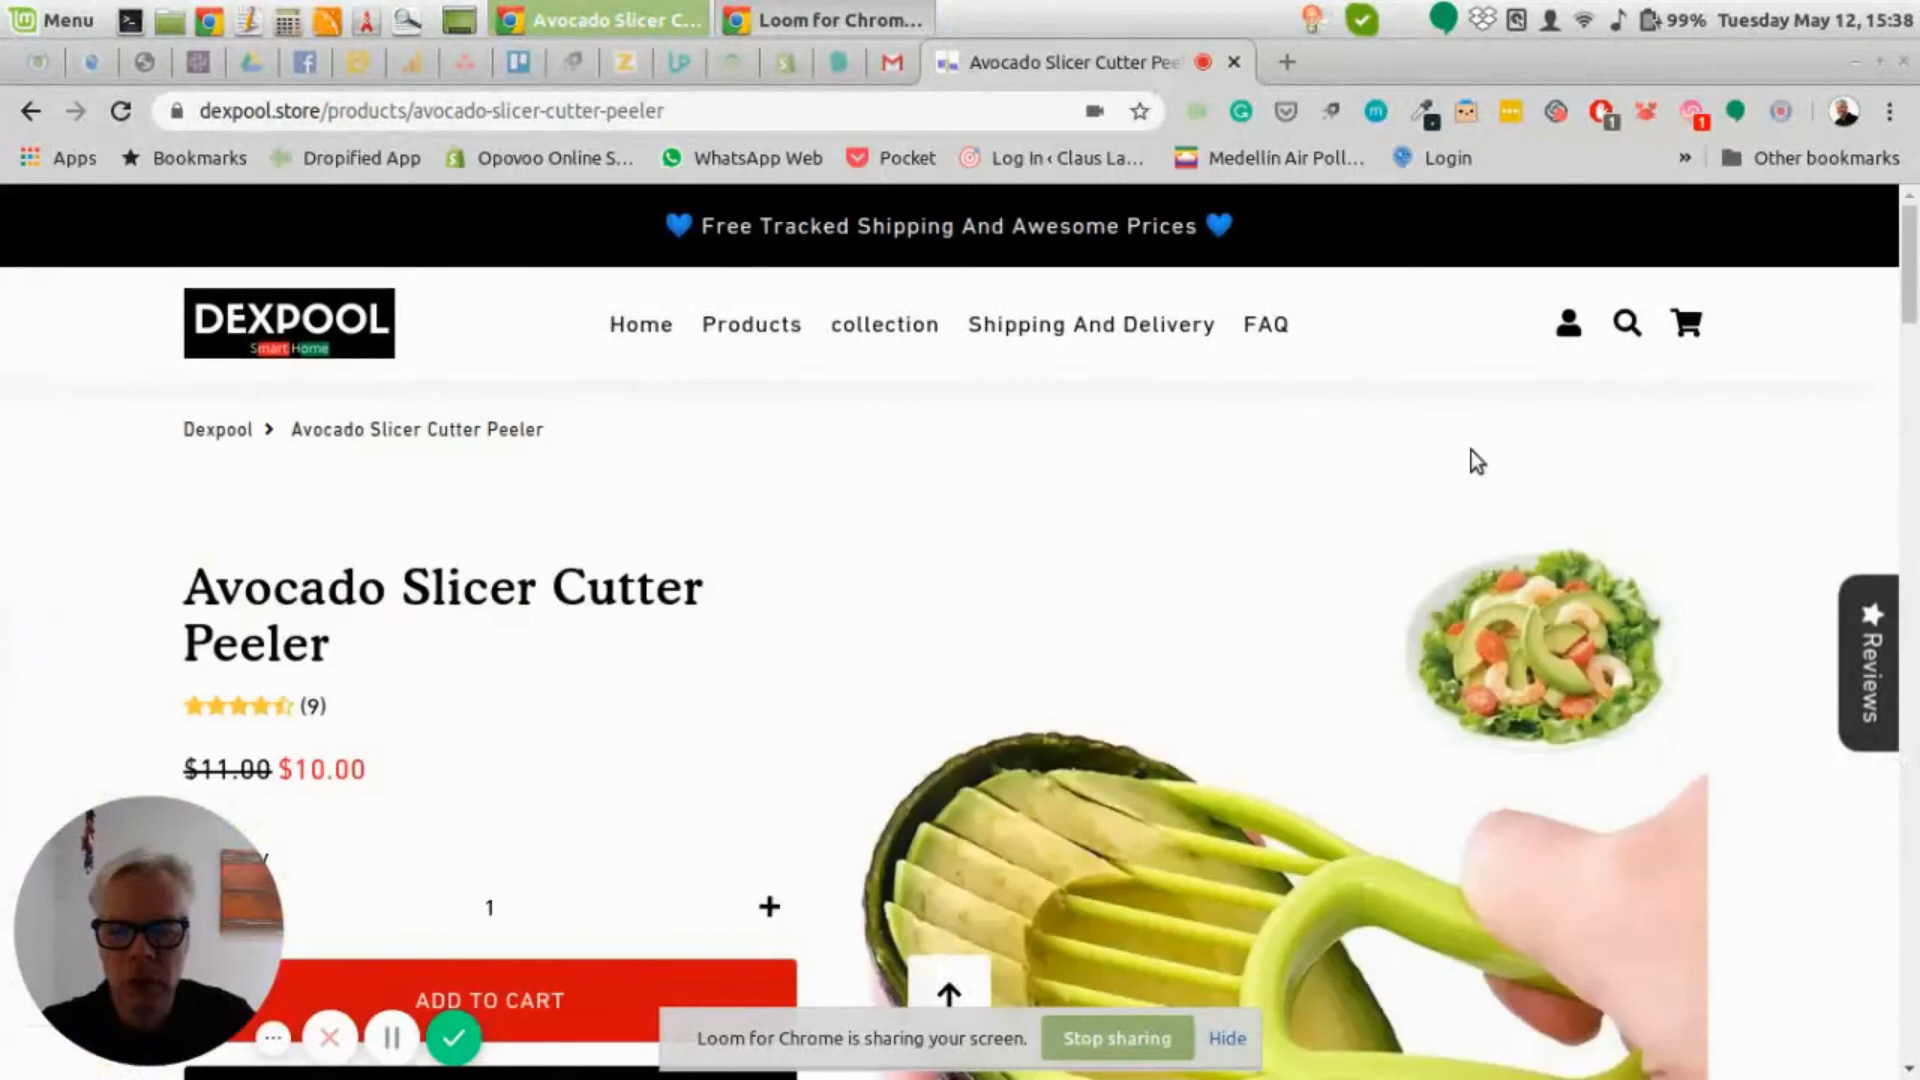 Menu
Avocado Slicer C...
Loom for Chrom...
99%
Tuesday May 12, 15:38
Avocado Slicer Cutter Pee
dexpool.store/products/avocado-slicer-cutter-peeler
1
1
Apps
Bookmarks
Dropified App
Opovoo Online S...
WhatsApp Web
Pocket
Log In ‹ Claus La...
Medellín Air Poll...
Login
»
Other bookmarks
💙 Free Tracked Shipping And Awesome Prices 💙
DEXPOOL
Smart Home
Home
Products
collection
Shipping And Delivery
FAQ
Dexpool > Avocado Slicer Cutter Peeler
Avocado Slicer Cutter
Peeler
(9)
$11.00 $10.00
Reviews
1
+
ADD TO CART
Loom for Chrome is sharing your screen.
Stop sharing
Hide